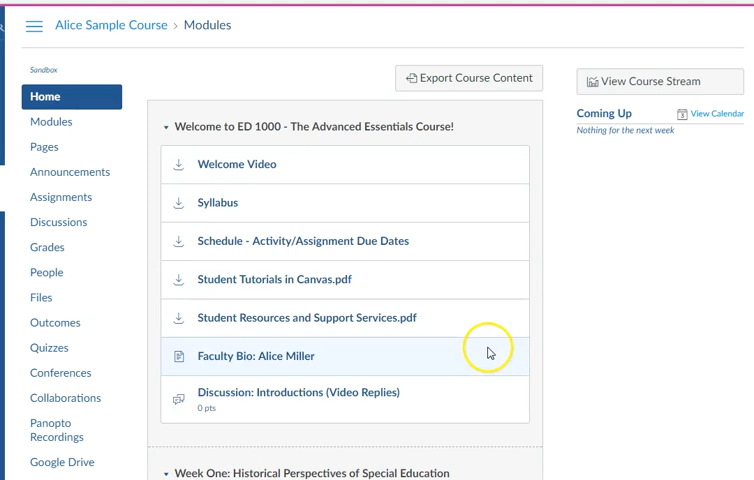 Alice Sample Course › Modules
Sandbox
Home
Modules
Pages
Announcements
Assignments
Discussions
Grades
People
Files
Outcomes
Quizzes
Conferences
Collaborations
Panopto
Recordings
Google Drive
Export Course Content
Welcome to ED 1000 - The Advanced Essentials Course!
Welcome Video
Syllabus
Schedule - Activity/Assignment Due Dates
Student Tutorials in Canvas.pdf
Student Resources and Support Services.pdf
Faculty Bio: Alice Miller
Discussion: Introductions (Video Replies)
0 pts
Week One: Historical Perspectives of Special Education
View Course Stream
Coming Up View Calendar
Nothing for the next week